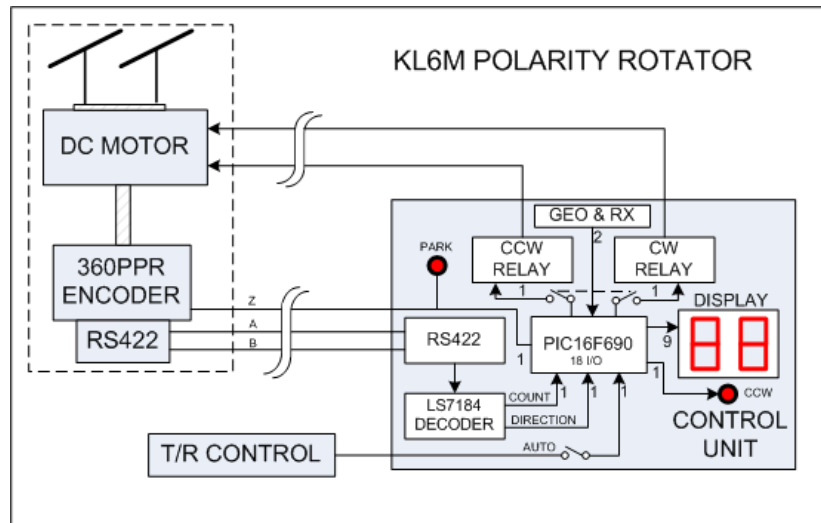 KL6M POLARITY ROTATOR
DC MOTOR
360PPR
ENCODER
RS422
Z
A
B
PARK
GEO & RX
2
CCW
RELAY
1
CW
RELAY
1
DISPLAY
88
RS422
PIC16F690
18 I/O
1
9
1
CCW
LS7184
DECODER
COUNT
1
DIRECTION
1
1
AUTO
CONTROL
UNIT
T/R CONTROL